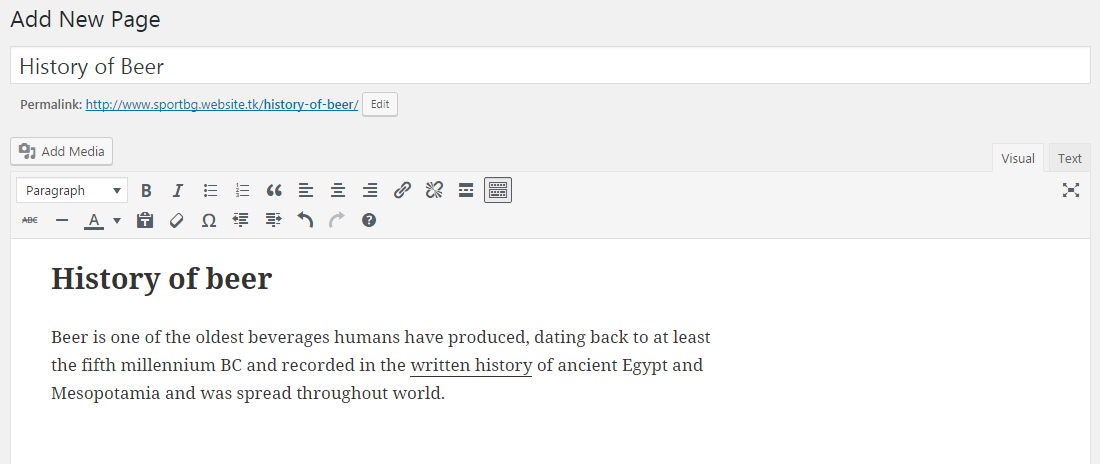 Add New Page
History of Beer
Permalink: http://www.sportbg.website.tk/history-of-beer/ Edit
Add Media
Visual Text
Paragraph B I
ABC A Ω
History of beer
Beer is one of the oldest beverages humans have produced, dating back to at least
the fifth millennium BC and recorded in the written history of ancient Egypt and
Mesopotamia and was spread throughout world.